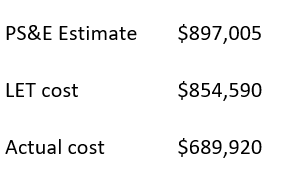 PS&E Estimate $897,005
LET cost $854,590
Actual cost $689,920